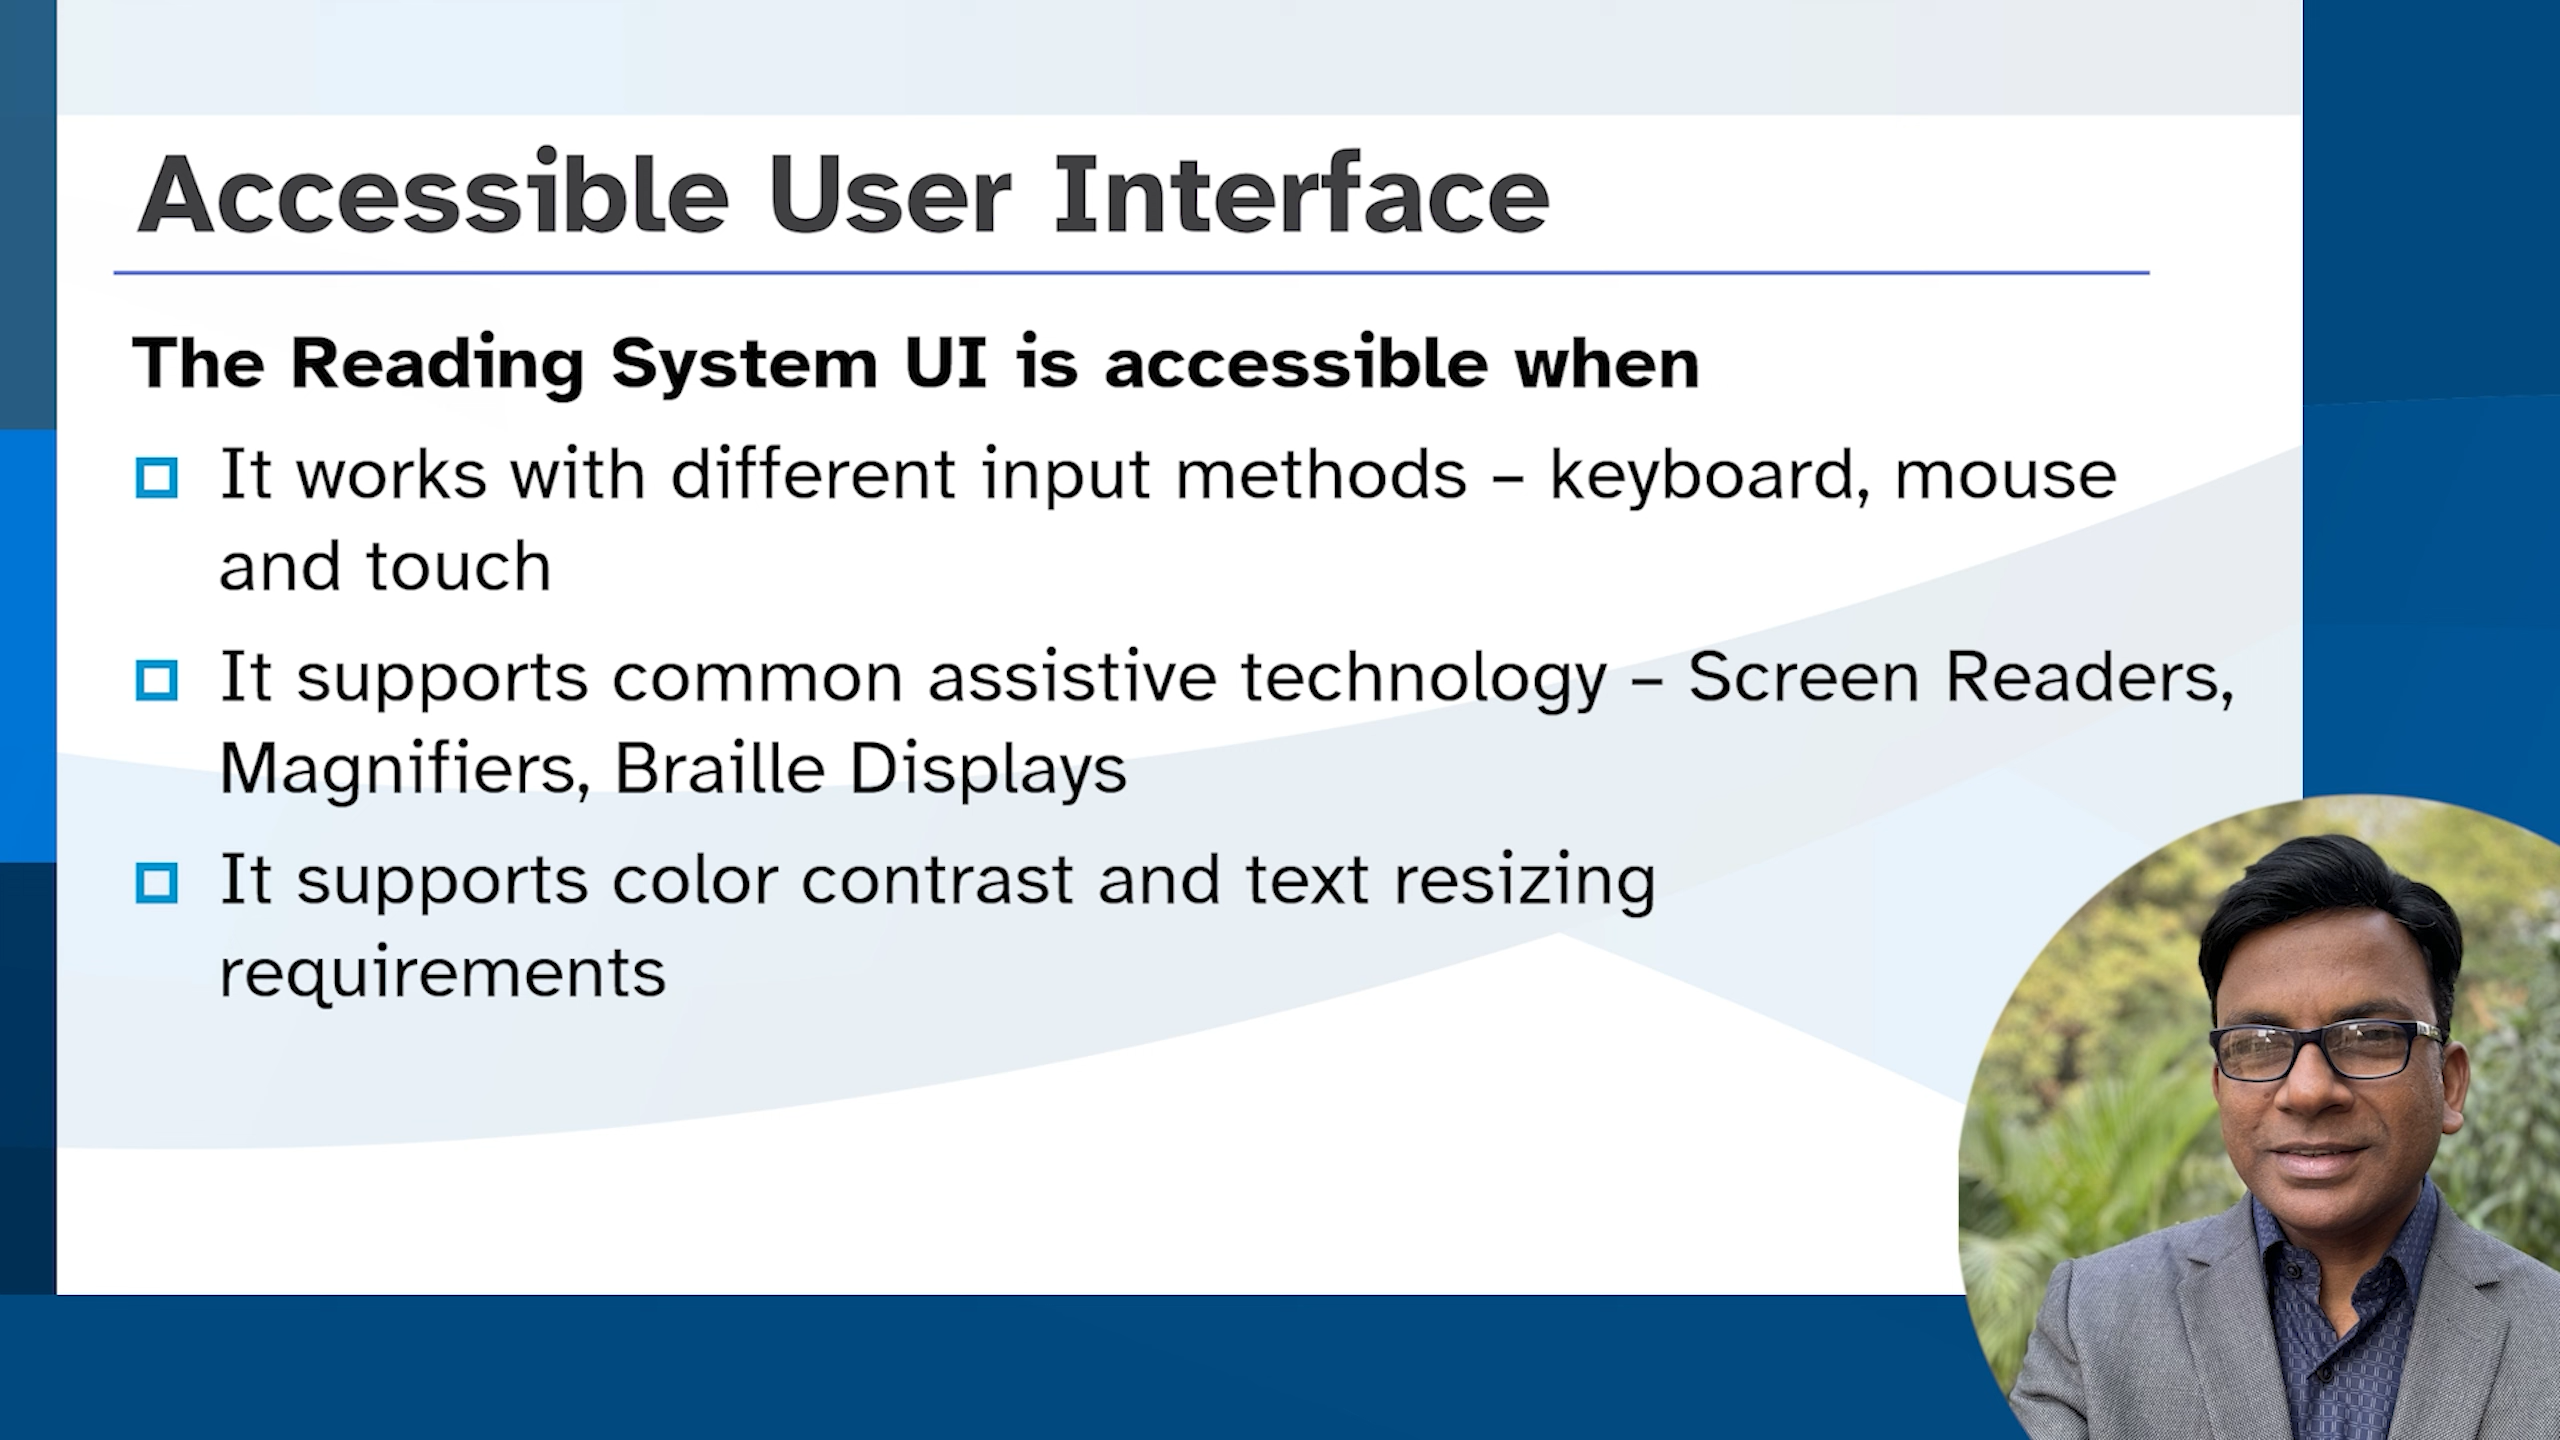 Accessible User Interface
The Reading System UI is accessible when
It works with different input methods – keyboard, mouse
and touch
It supports common assistive technology – Screen Readers,
Magnifiers, Braille Displays
It supports color contrast and text resizing
requirements